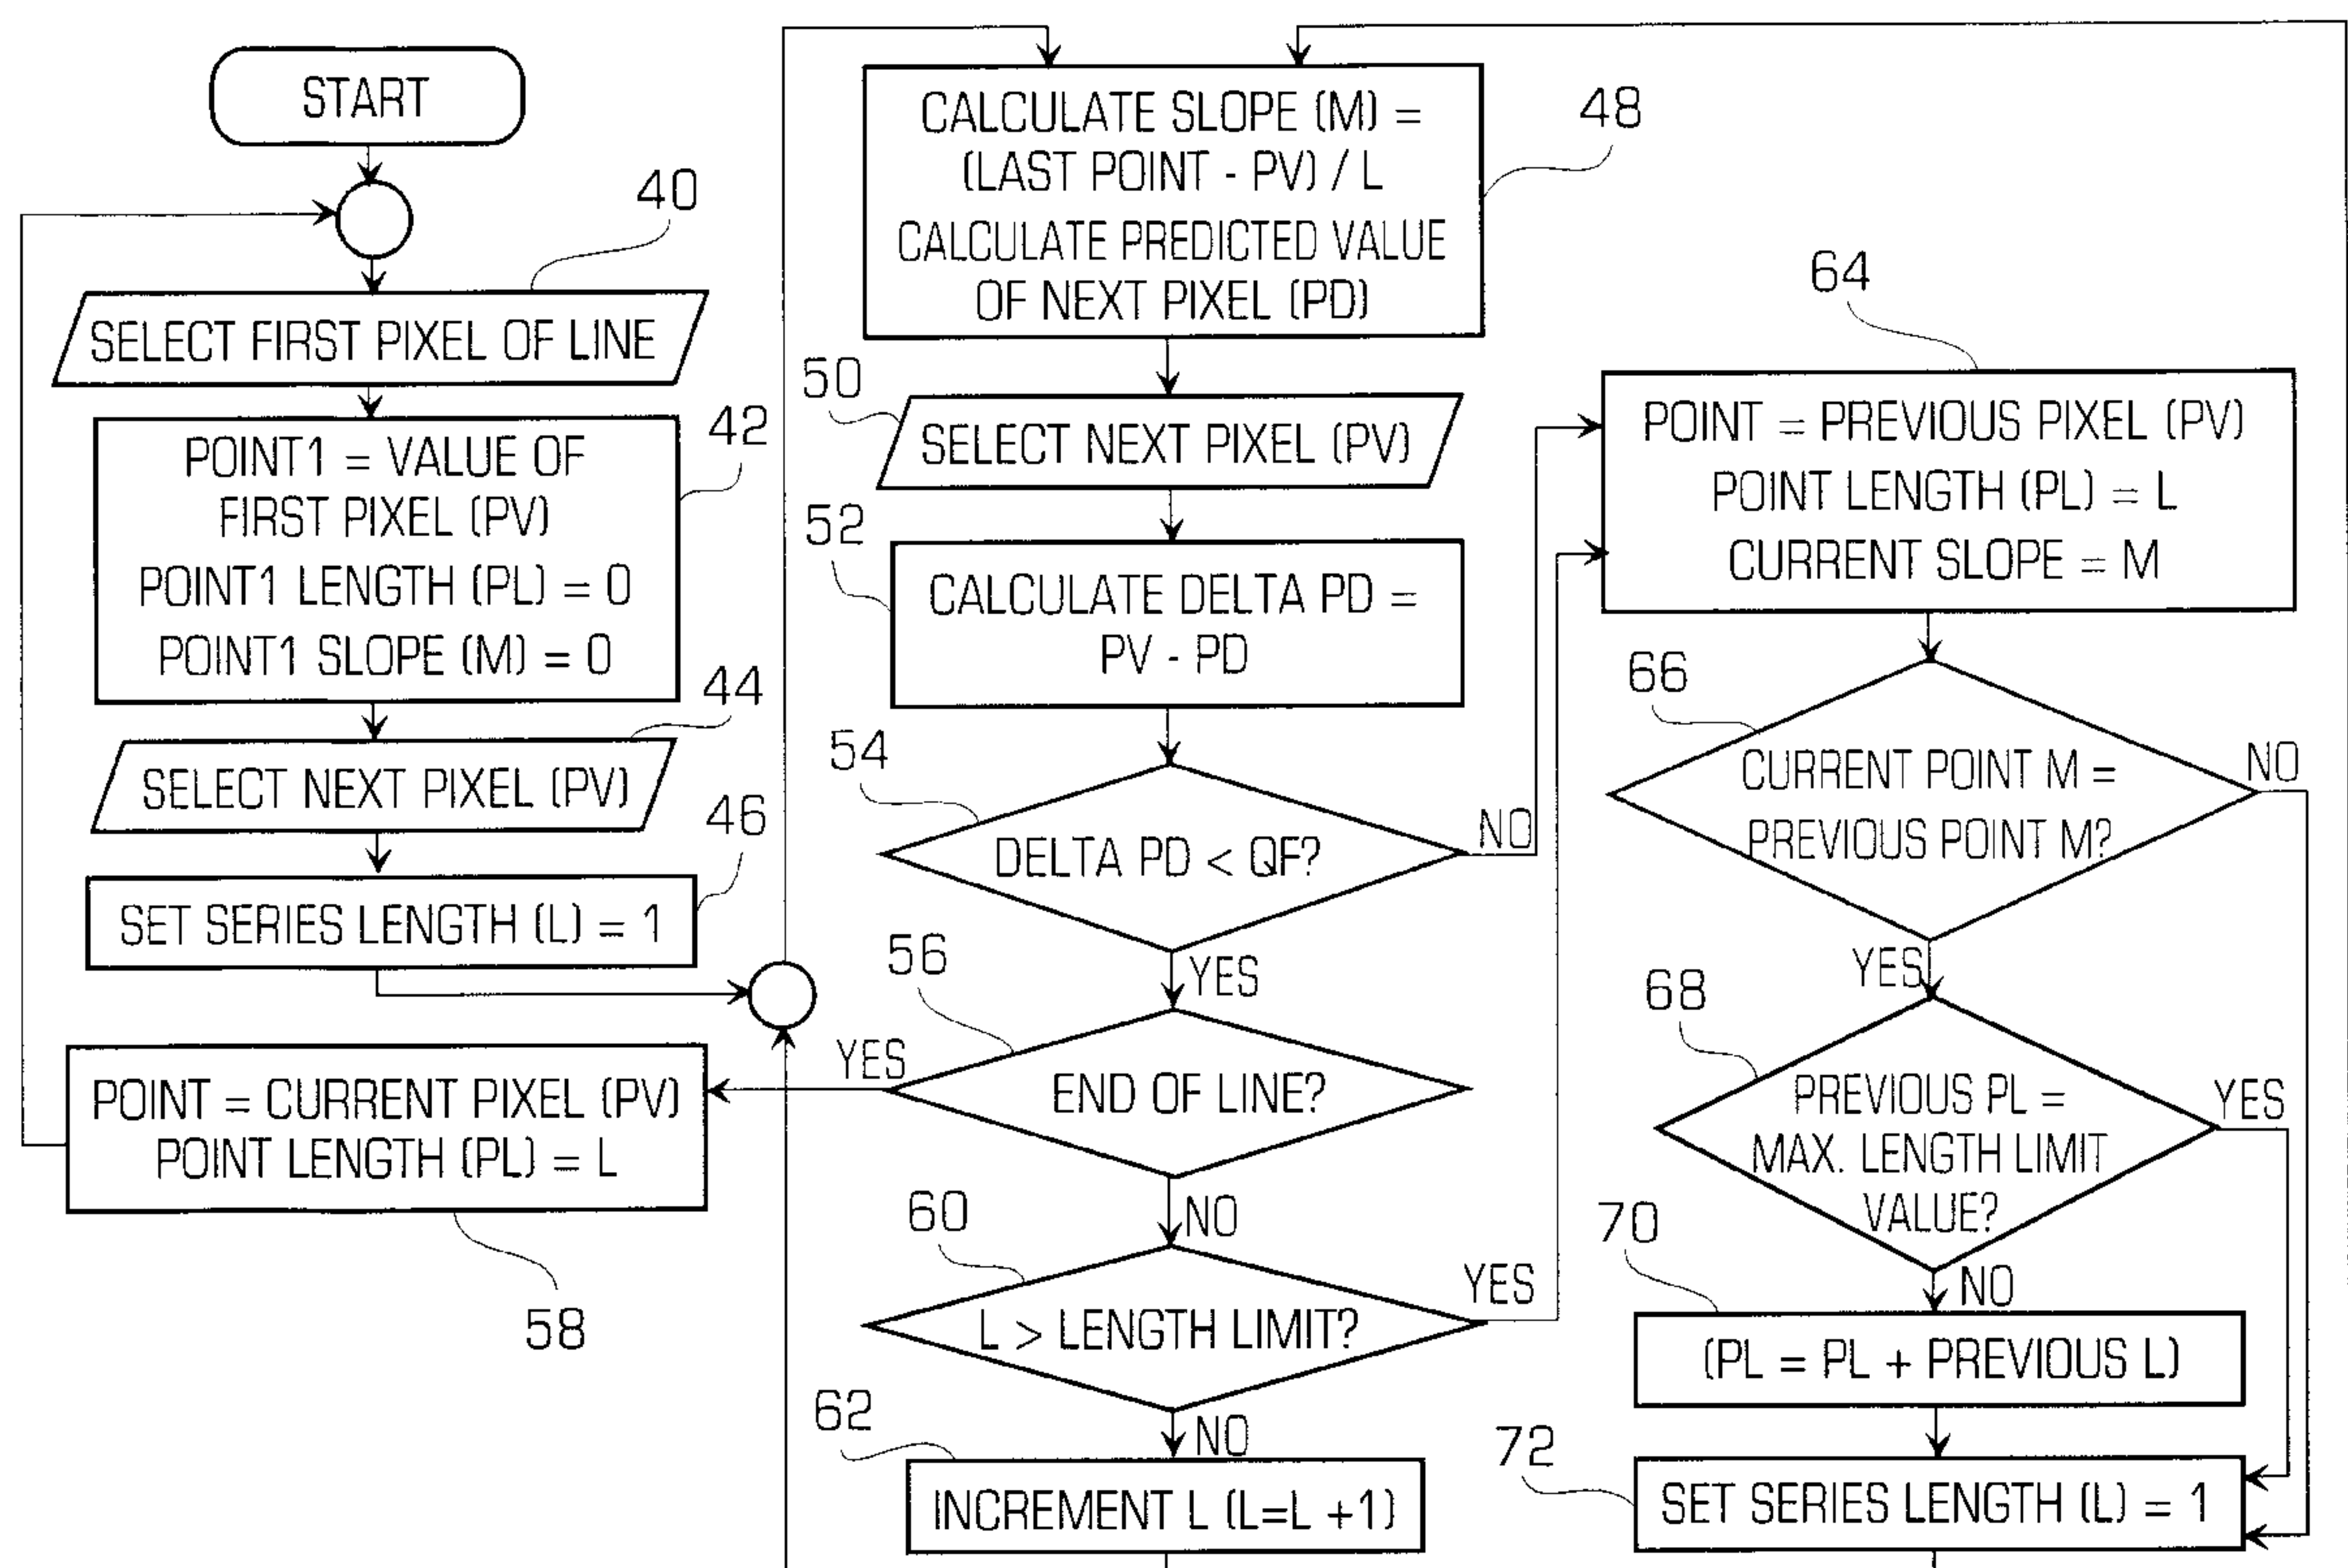 START
40
SELECT FIRST PIXEL OF LINE
42
POINT1 = VALUE OF
FIRST PIXEL (PV)
POINT1 LENGTH (PL) = 0
POINT1 SLOPE (M) = 0
44
SELECT NEXT PIXEL (PV)
46
SET SERIES LENGTH (L) = 1
POINT = CURRENT PIXEL (PV)
POINT LENGTH (PL) = L
58
48
CALCULATE SLOPE (M) =
(LAST POINT - PV) / L
CALCULATE PREDICTED VALUE
OF NEXT PIXEL (PD)
50
SELECT NEXT PIXEL (PV)
52
CALCULATE DELTA PD =
PV - PD
54
DELTA PD < QF?
NO
YES
56
END OF LINE?
YES
NO
60
L > LENGTH LIMIT?
YES
NO
62
INCREMENT L (L=L +1)
64
POINT = PREVIOUS PIXEL (PV)
POINT LENGTH (PL) = L
CURRENT SLOPE = M
66
CURRENT POINT M =
PREVIOUS POINT M?
NO
YES
68
PREVIOUS PL =
MAX. LENGTH LIMIT
VALUE?
YES
NO
70
(PL = PL + PREVIOUS L)
72
SET SERIES LENGTH (L) = 1